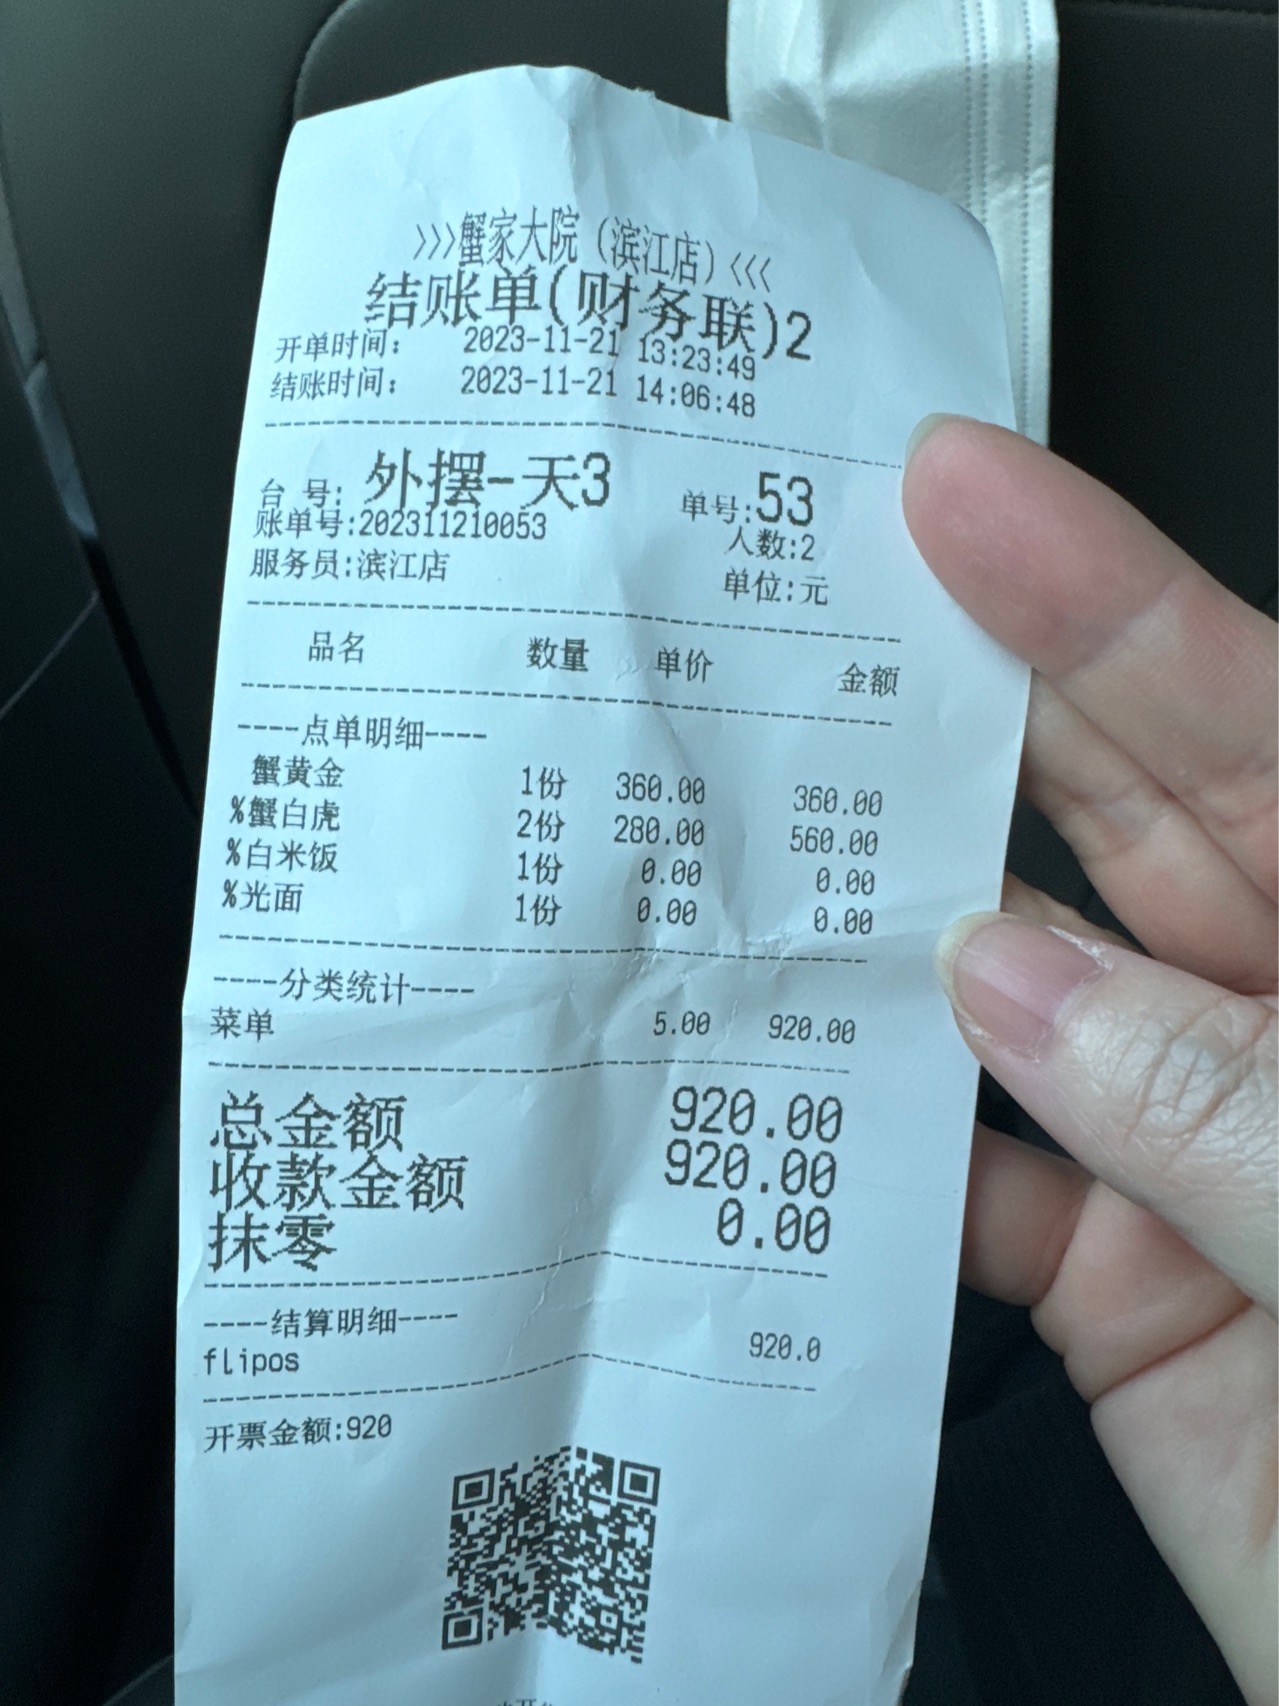 >>>蟹家大院（滨江店）<<<
结账单(财务联)2
开单时间： 2023-11-21 13:23:49
结账时间： 2023-11-21 14:06:48
台 号: 外摆-天3 单号:53
账单号:202311210053 人数:2
服务员:滨江店 单位:元
品名 数量 单价 金额
----点单明细----
蟹黄金 1份 360.00 360.00
%蟹白虎 2份 280.00 560.00
%白米饭 1份 0.00 0.00
%光面 1份 0.00 0.00
----分类统计----
菜单 5.00 920.00
总金额 920.00
收款金额 920.00
抹零 0.00
----结算明细----
flipos 920.0
开票金额:920